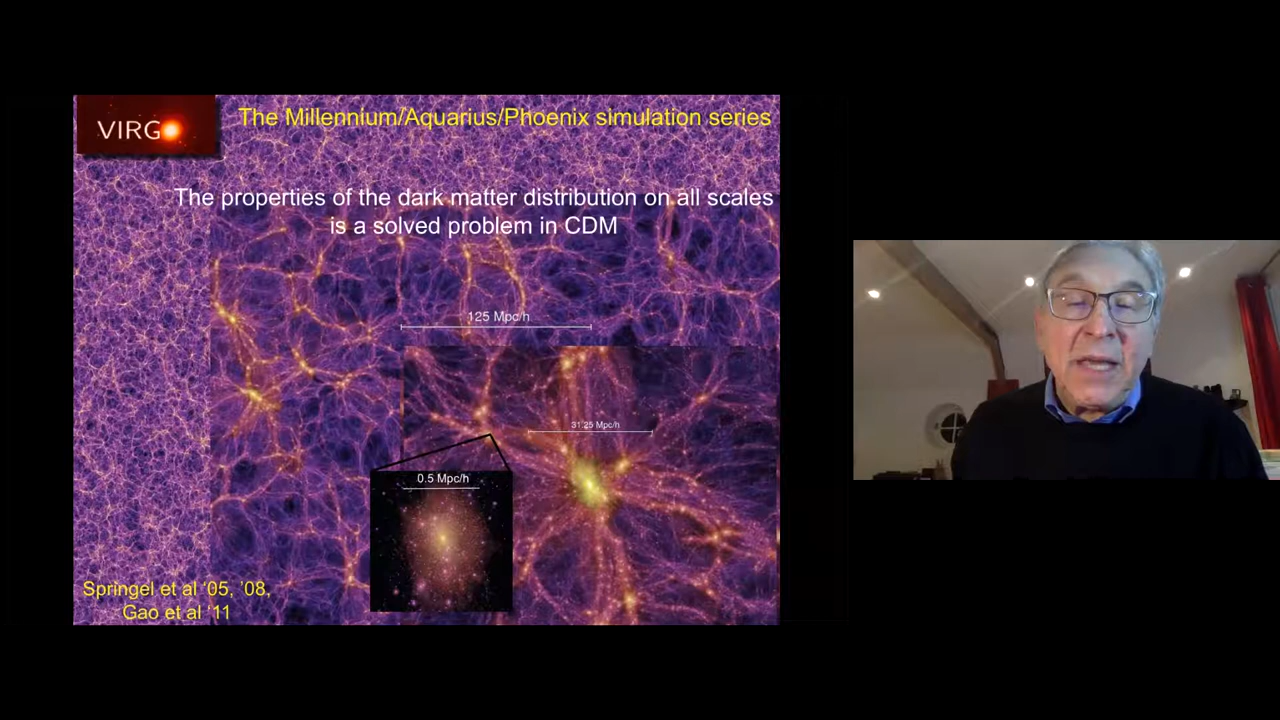 VIRGO
The Millennium/Aquarius/Phoenix simulation series
The properties of the dark matter distribution on all scales
is a solved problem in CDM
125 Mpc/h
31.25 Mpc/h
0.5 Mpc/h
Springel et al ‘05, ’08,
Gao et al ‘11